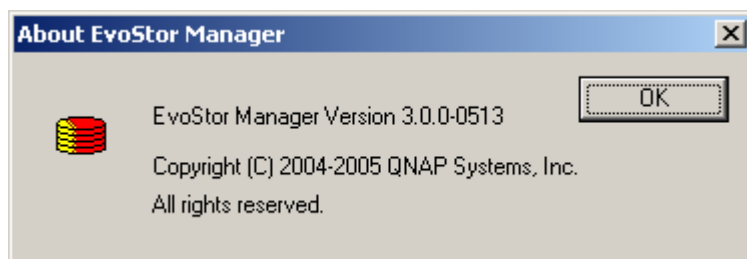 About EvoStor Manager
OK
EvoStor Manager Version 3.0.0-0513
Copyright (C) 2004-2005 QNAP Systems, Inc.
All rights reserved.